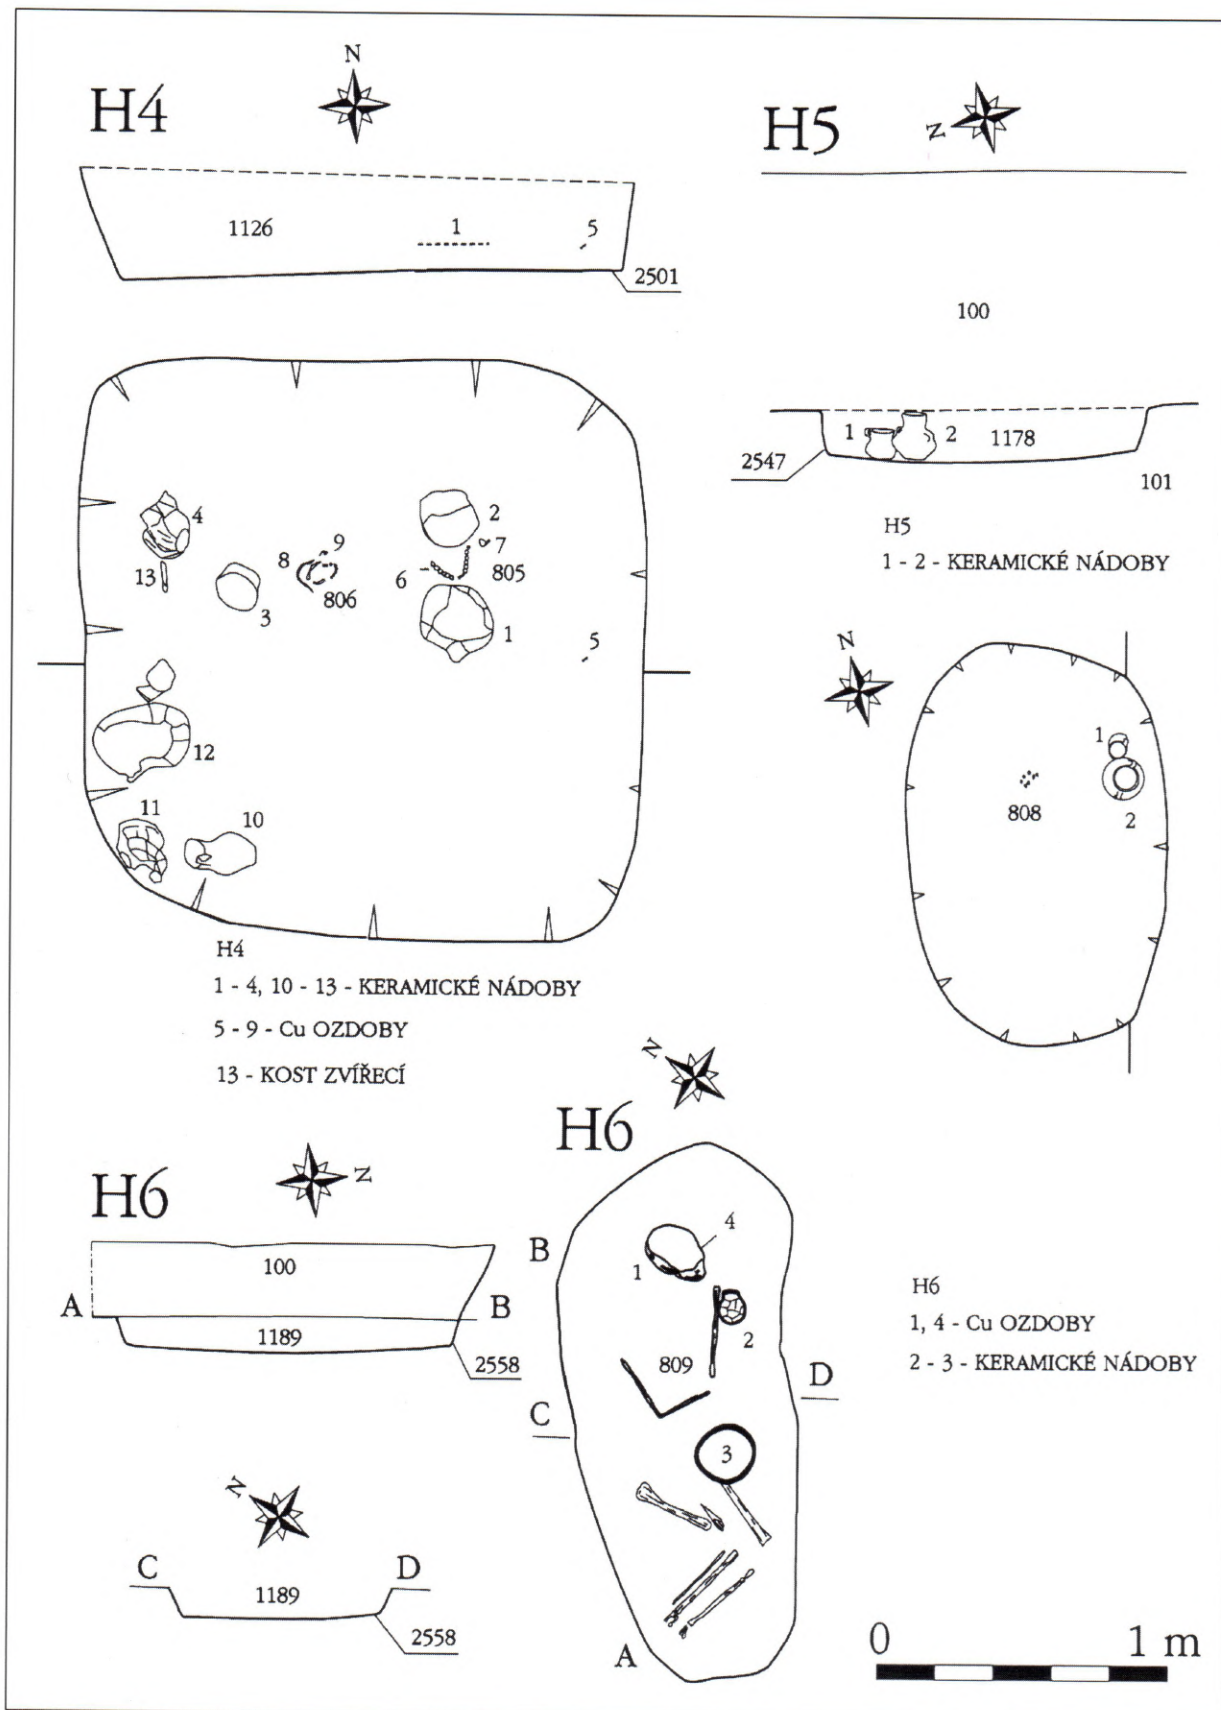 N
H4
1126
1
5
2501
N
H5
100
1
2
1178
2547
101
H5
1 - 2 - KERAMICKÉ NÁDOBY
4
2
9
7
8
13
6
805
3
806
1
5
12
11
10
H4
1 - 4, 10 - 13 - KERAMICKÉ NÁDOBY
5 - 9 - Cu OZDOBY
13 - KOST ZVÍŘECÍ
N
1
808
2
N
H6
N
H6
100
A
B
1189
2558
N
C
D
1189
2558
B
4
1
2
809
D
C
3
A
H6
1, 4 - Cu OZDOBY
2 - 3 - KERAMICKÉ NÁDOBY
0 1 m